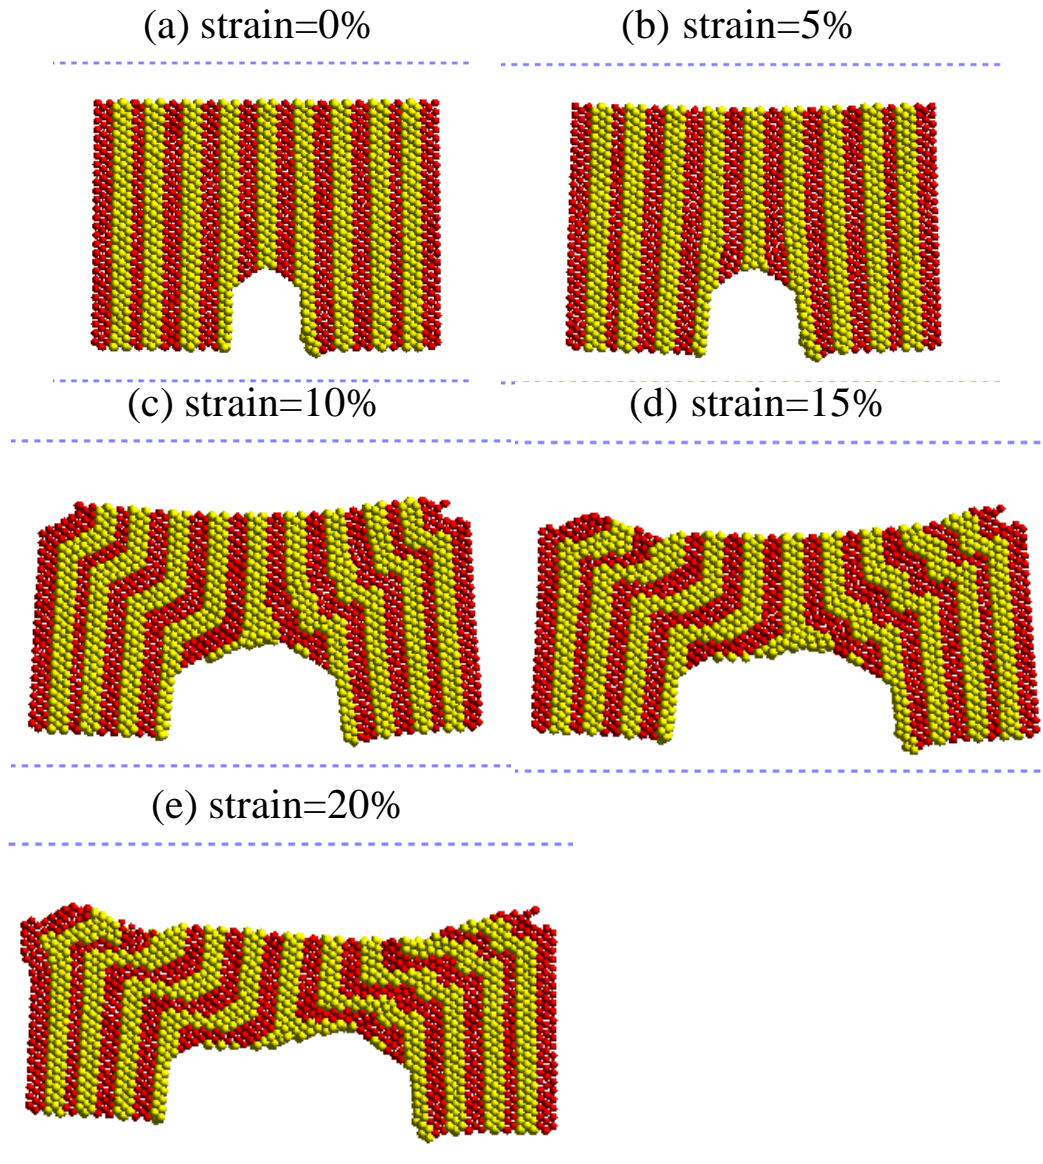 (a) strain=0%
(b) strain=5%
(c) strain=10%
(d) strain=15%
(e) strain=20%